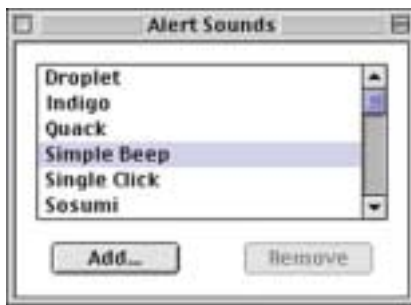 Alert Sounds
Droplet
Indigo
Quack
Simple Beep
Single Click
Sosumi
Add... Remove